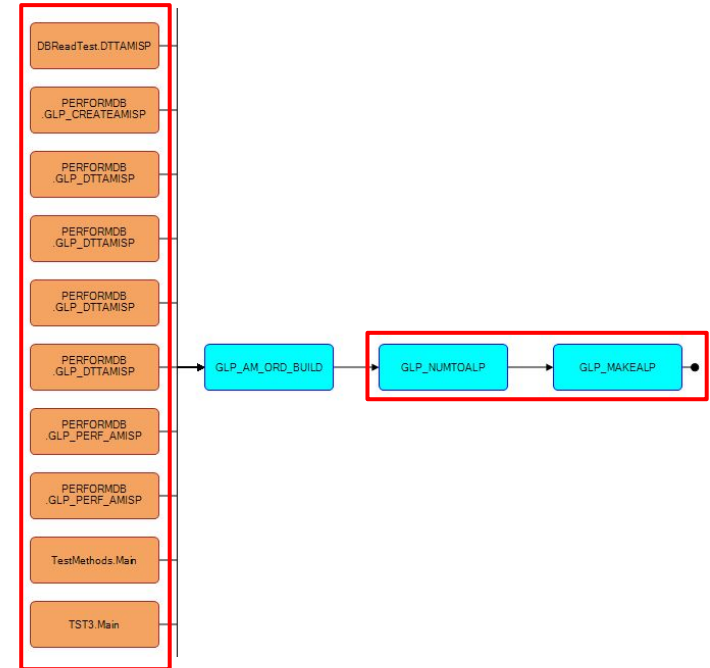 DBReadTest.DTTAMISP
PERFORMDB
.GLP_CREATEAMISP
PERFORMDB
.GLP_DTTAMISP
PERFORMDB
.GLP_DTTAMISP
PERFORMDB
.GLP_DTTAMISP
PERFORMDB
.GLP_DTTAMISP
GLP_AM_ORD_BUILD
GLP_NUMTOALP
GLP_MAKEALP
PERFORMDB
.GLP_PERF_AMISP
PERFORMDB
.GLP_PERF_AMISP
TestMethods.Main
TST3.Main